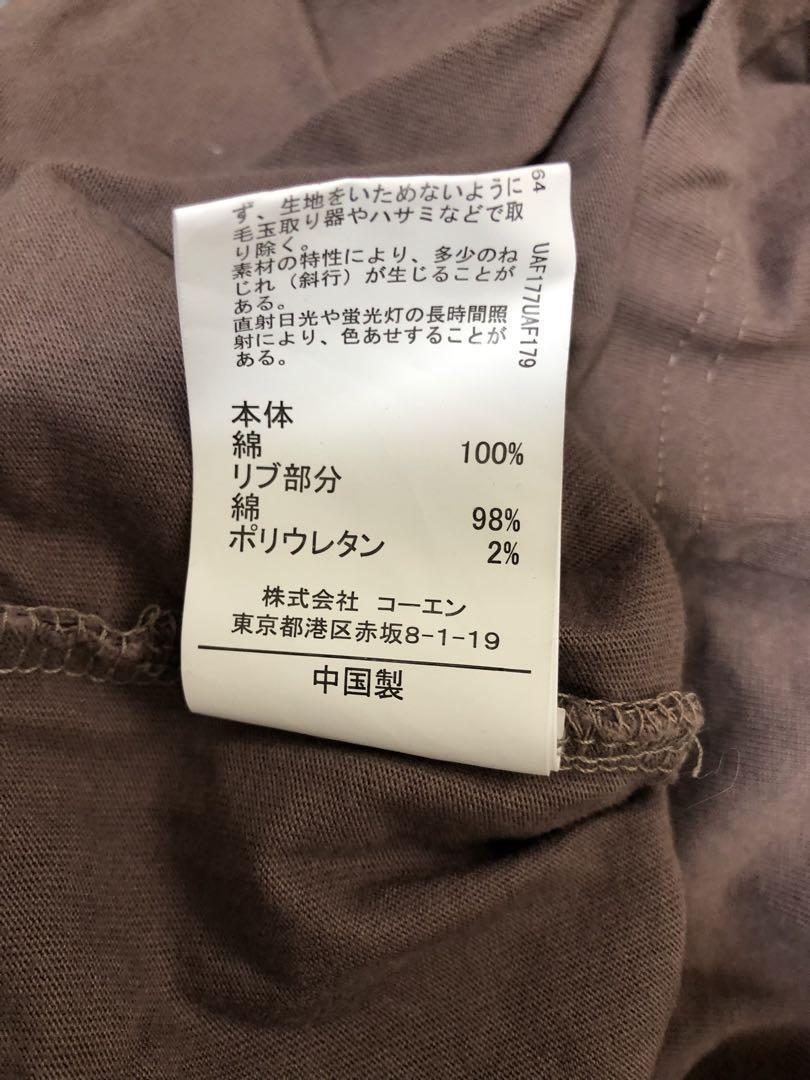 ず、生地をいためないように
毛玉取り器やハサミなどで取
り除く。
素材の特性により、多少のね
じれ（斜行）が生じることが
ある。
直射日光や蛍光灯の長時間照
射により、色あせすることが
ある。
64 UAF177UAF179
本体
綿 100%
リブ部分
綿 98%
ポリウレタン 2%
株式会社 コーエン
東京都港区赤坂8-1-19
中国製